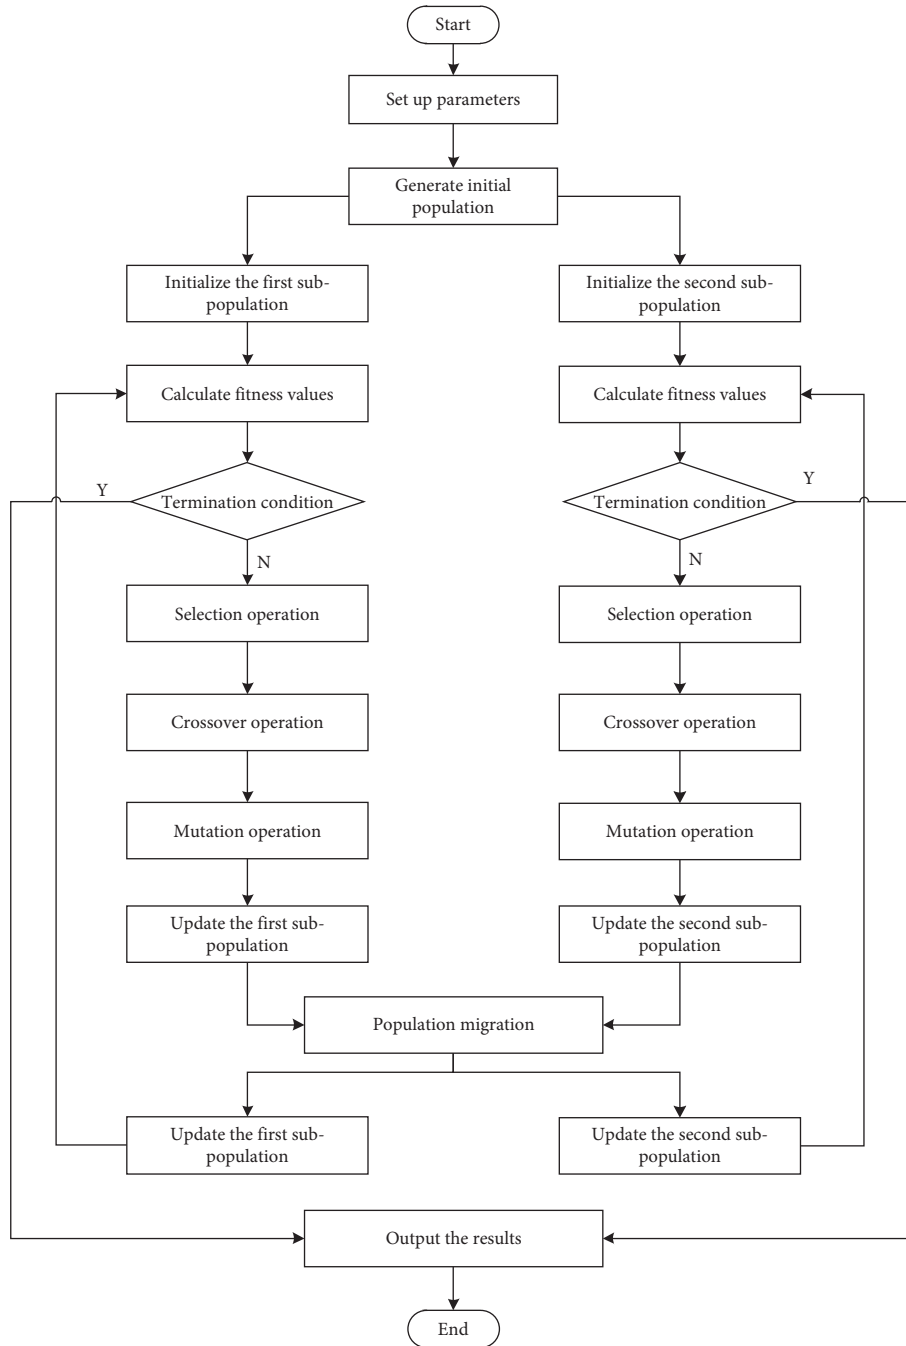 Start
Set up parameters
Generate initial
population
Initialize the first sub-
population
Initialize the second sub-
population
Calculate fitness values
Calculate fitness values
Y
Termination condition
Termination condition
Y
N
N
Selection operation
Selection operation
Crossover operation
Crossover operation
Mutation operation
Mutation operation
Update the first sub-
population
Update the second sub-
population
Population migration
Update the first sub-
population
Update the second sub-
population
Output the results
End